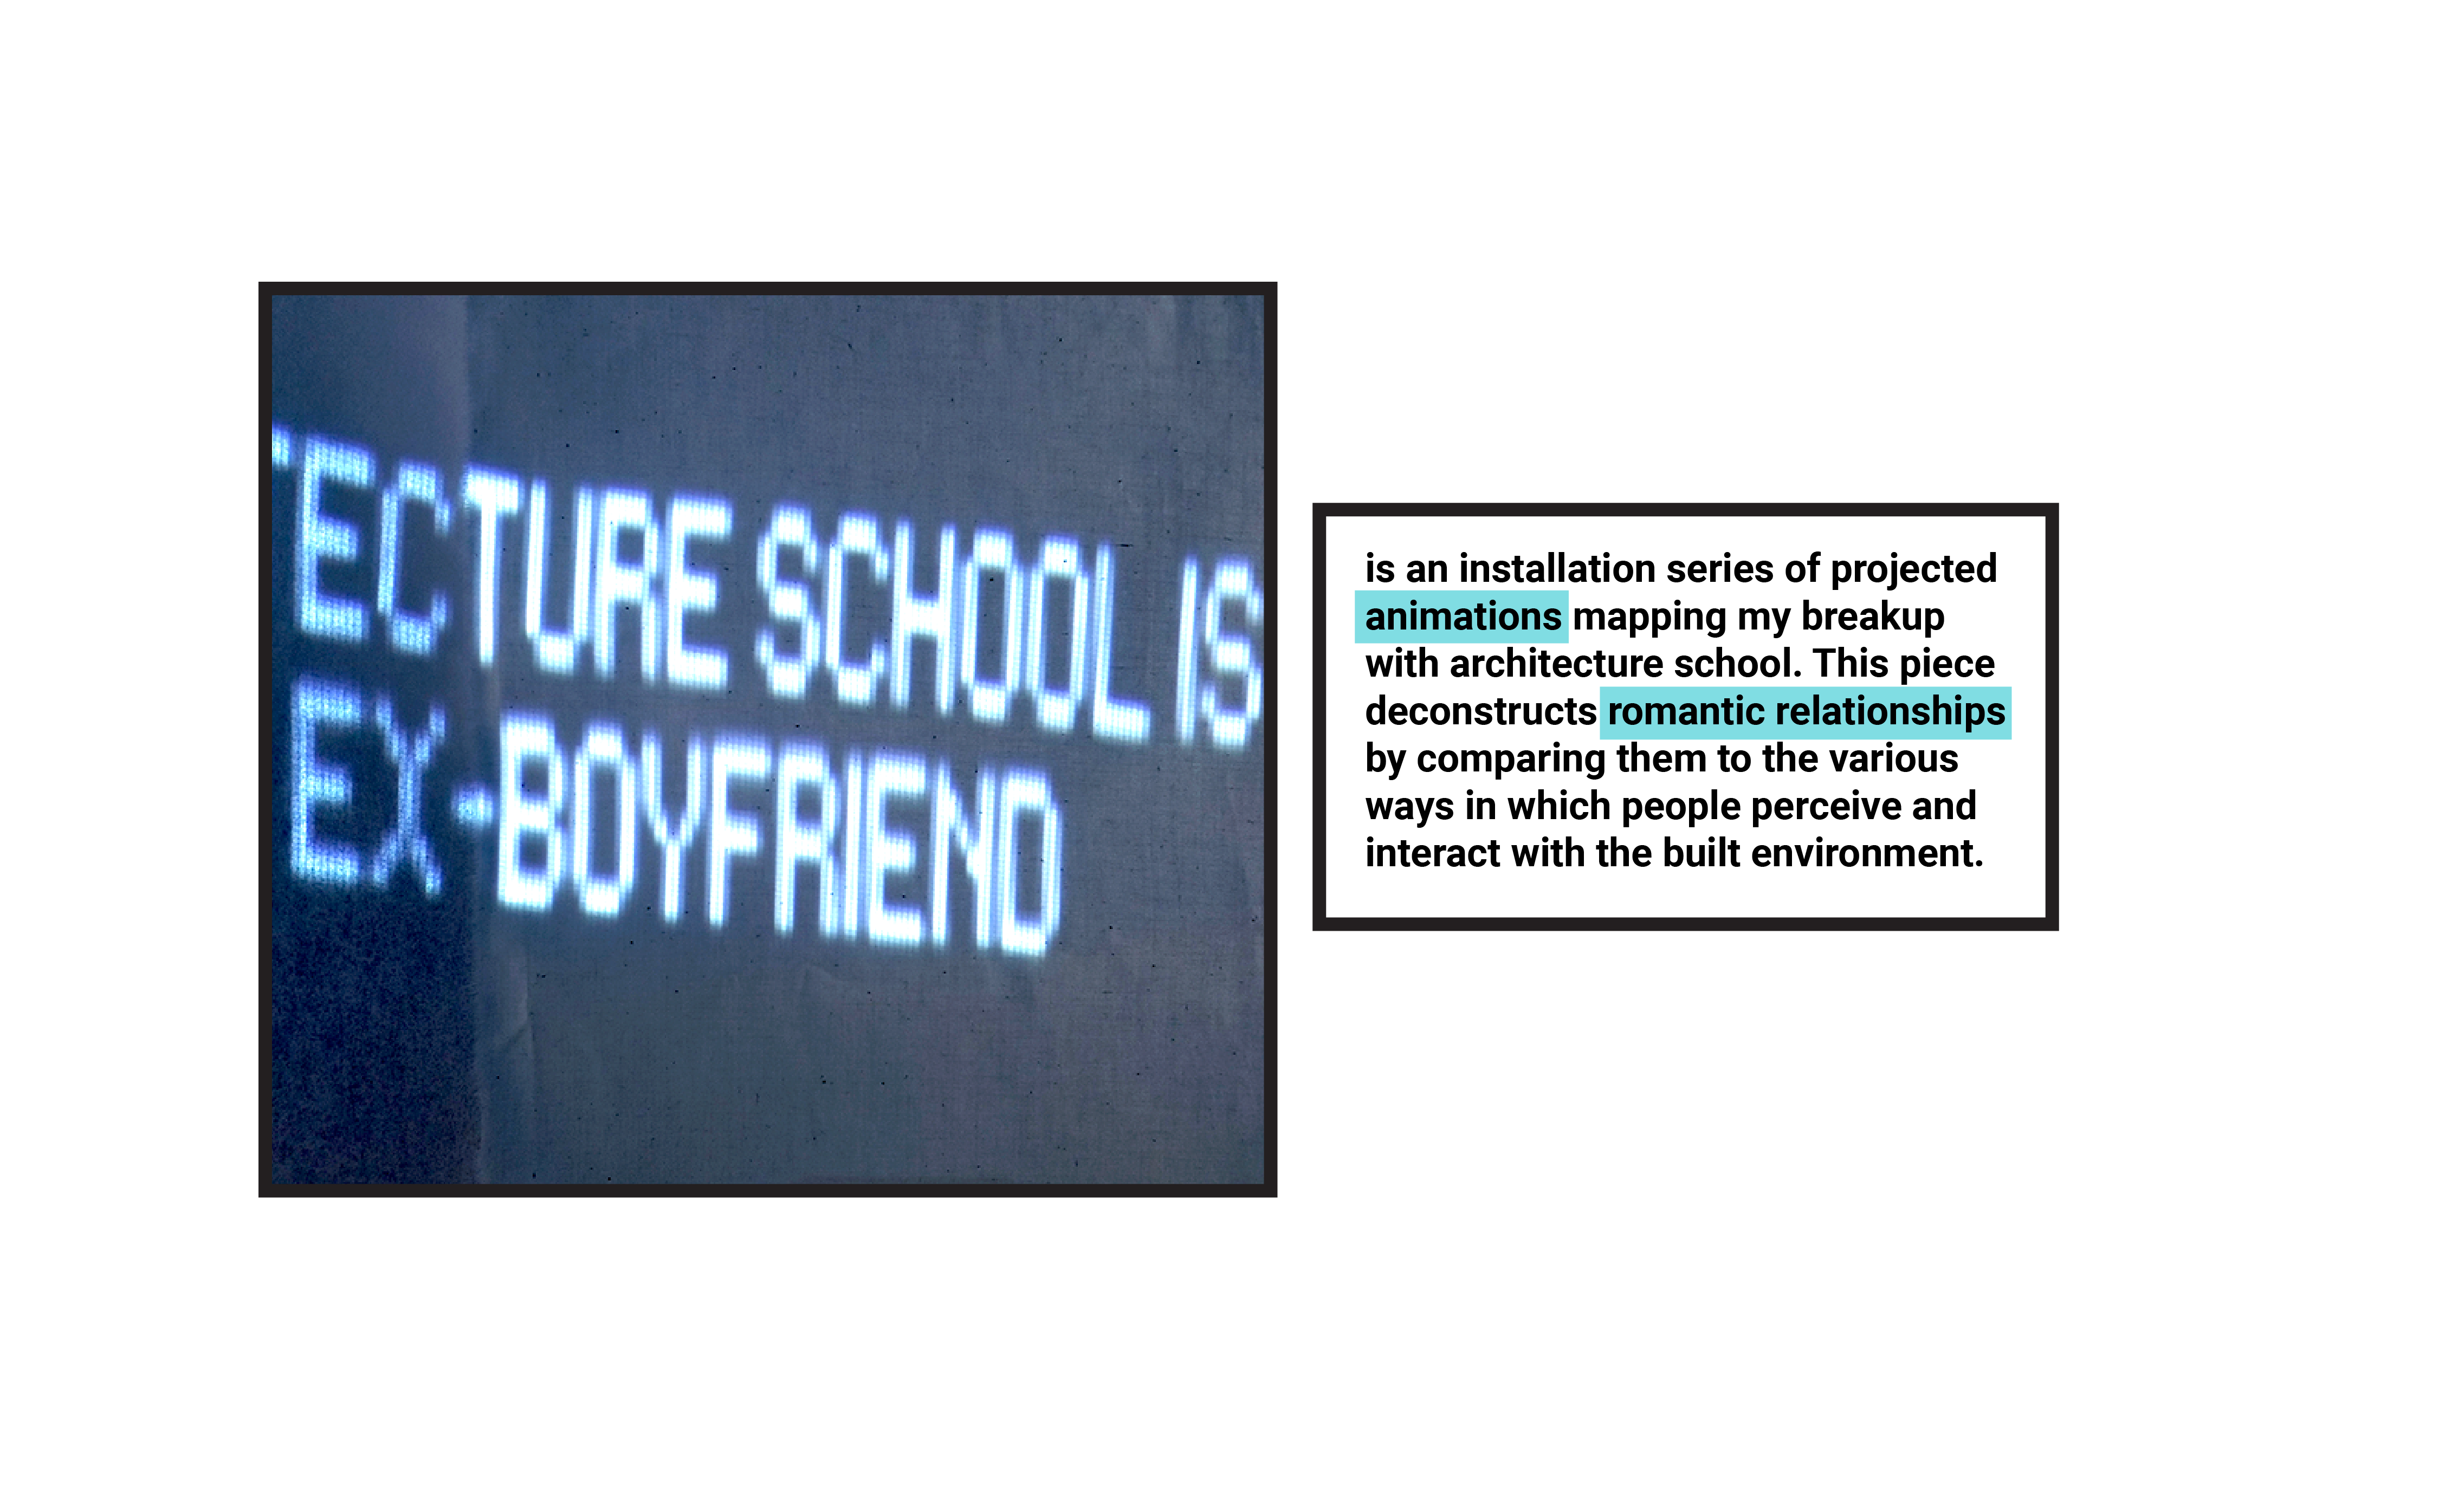 TECTURE SCHOOL IS
EX-BOYFRIEND
is an installation series of projected
animations mapping my breakup
with architecture school. This piece
deconstructs romantic relationships
by comparing them to the various
ways in which people perceive and
interact with the built environment.